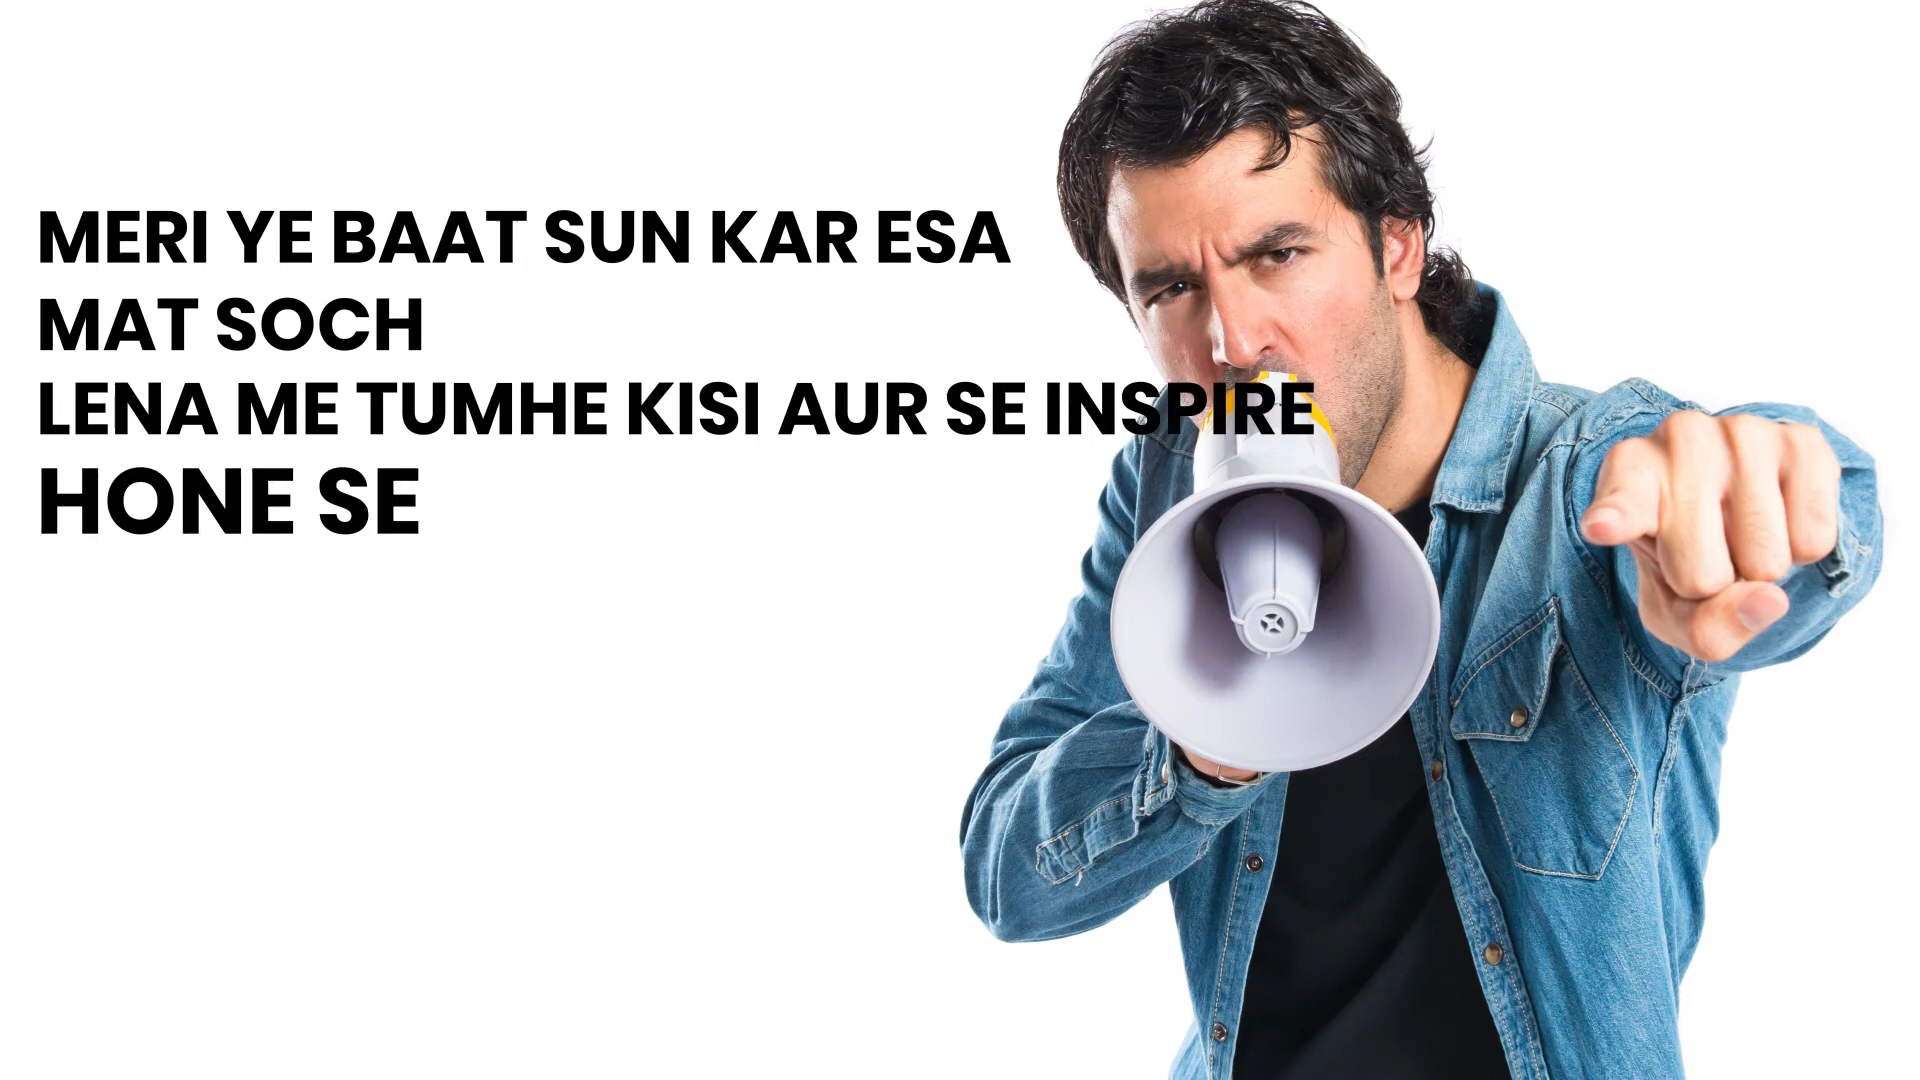 MERI YE BAAT SUN KAR ESA
MAT SOCH
LENA ME TUMHE KISI AUR SE INSPIRE
HONE SE